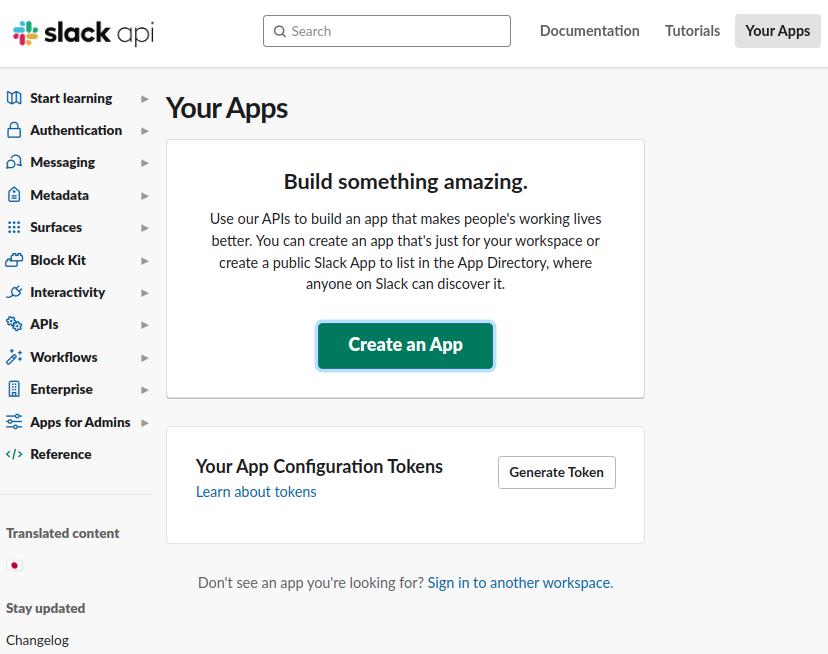 slack api
Search
Documentation
Tutorials
Your Apps
Start learning
Authentication
Messaging
Metadata
Surfaces
Block Kit
Interactivity
APIs
Workflows
Enterprise
Apps for Admins
Reference
Translated content
Stay updated
Changelog
Your Apps
Build something amazing.
Use our APIs to build an app that makes people's working lives
better. You can create an app that's just for your workspace or
create a public Slack App to list in the App Directory, where
anyone on Slack can discover it.
Create an App
Your App Configuration Tokens
Learn about tokens
Generate Token
Don't see an app you're looking for? Sign in to another workspace.